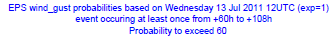 EPS wind_gust probabilities based on Wednesday 13 Jul 2011 12UTC (exp=1)
event occuring at least once from +60h to +108h
Probability to exceed 60